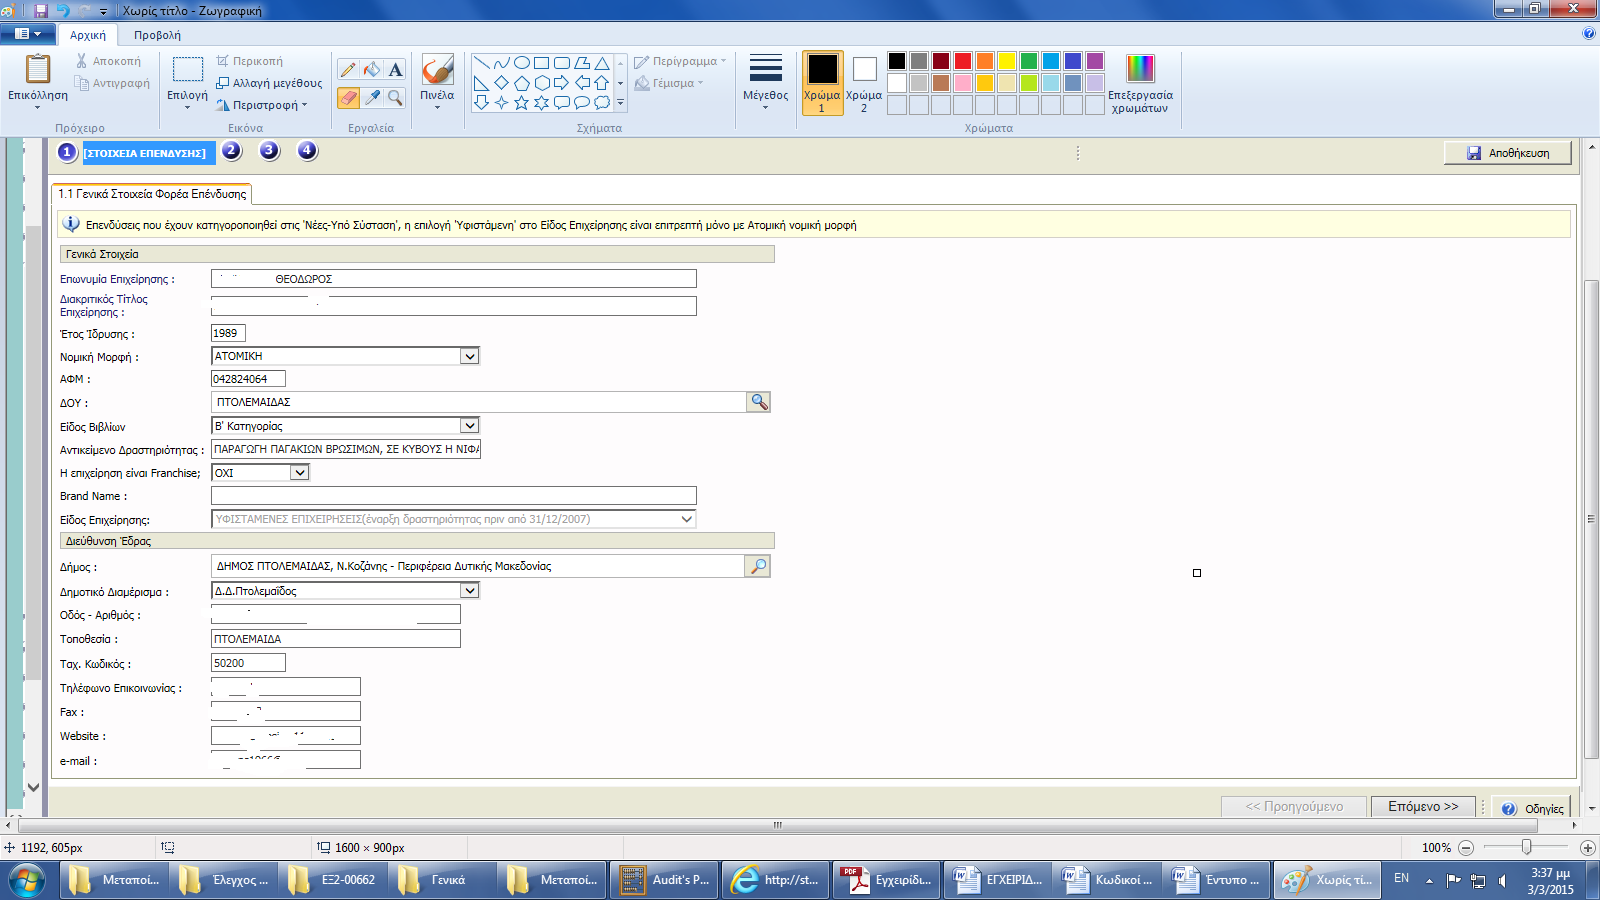 Χωρίς τίτλο - Ζωγραφική
Αρχική Προβολή
Επικόλληση Αποκοπή Αντιγραφή
Πρόχειρο
Επιλογή Περικοπή Αλλαγή μεγέθους Περιστροφή
Εικόνα
A
Εργαλεία
Πινέλα
Περίγραμμα Γέμισμα
Σχήματα
Μέγεθος
Χρώμα 1 Χρώμα 2
Επεξεργασία χρωμάτων
Χρώματα
1 [ΣΤΟΙΧΕΙΑ ΕΠΕΝΔΥΣΗΣ] 2 3 4 Αποθήκευση
1.1 Γενικά Στοιχεία Φορέα Επένδυσης
Επενδύσεις που έχουν κατηγοροποιηθεί στις 'Νέες-Υπό Σύσταση', η επιλογή 'Υφιστάμενη' στο Είδος Επιχείρησης είναι επιτρεπτή μόνο με Ατομική νομική μορφή
Γενικά Στοιχεία
Επωνυμία Επιχείρησης : ΘΕΟΔΩΡΟΣ
Διακριτικός Τίτλος
Επιχείρησης :
Έτος Ίδρυσης : 1989
Νομική Μορφή : ΑΤΟΜΙΚΗ
ΑΦΜ : 042824064
ΔΟΥ : ΠΤΟΛΕΜΑΙΔΑΣ
Είδος Βιβλίων Β' Κατηγορίας
Αντικείμενο Δραστηριότητας : ΠΑΡΑΓΩΓΗ ΠΑΓΑΚΙΩΝ ΒΡΩΣΙΜΩΝ, ΣΕ ΚΥΒΟΥΣ Η ΝΙΦΑ
Η επιχείρηση είναι Franchise; ΟΧΙ
Brand Name :
Είδος Επιχείρησης: ΥΦΙΣΤΑΜΕΝΕΣ ΕΠΙΧΕΙΡΗΣΕΙΣ(έναρξη δραστηριότητας πριν από 31/12/2007)
Διεύθυνση Έδρας
Δήμος : ΔΗΜΟΣ ΠΤΟΛΕΜΑΙΔΑΣ, Ν.Κοζάνης - Περιφέρεια Δυτικής Μακεδονίας
Δημοτικό Διαμέρισμα : Δ.Δ.Πτολεμαΐδος
Οδός - Αριθμός :
Τοποθεσία : ΠΤΟΛΕΜΑΙΔΑ
Ταχ. Κωδικός : 50200
Τηλέφωνο Επικοινωνίας :
Fax :
Website :
e-mail :
<< Προηγούμενο Επόμενο >> Οδηγίες
1192, 605px 1600 × 900px 100%
Μεταποί... Έλεγχος ... ΕΞ2-00662 Γενικά Μεταποί... Audit's P... http://st... Εγχειρίδι... ΕΓΧΕΙΡΙΔ... Κωδικοί ... Έντυπο ... Χωρίς τί... EN 3:37 μμ
3/3/2015